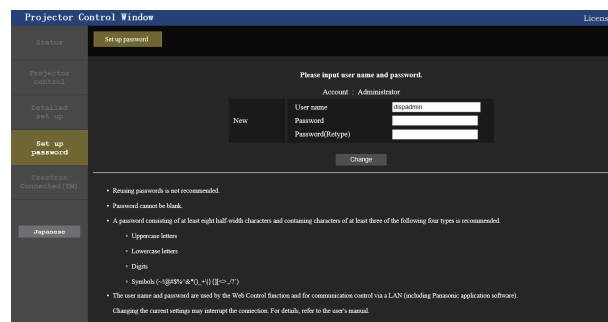 Projector Control Window
Licens
Status
Set up password
Projector
control
Please input user name and password.
Account : Administrator
Detailed
set up
User name
dispadmin
New
Password
Password(Retype)
Set up
password
Change
Crestron
Connected(TM)
• Reusing passwords is not recommended.
• Password cannot be blank.
• A password consisting of at least eight half-width characters and containing characters of at least three of the following four types is recommended.
Japanese
• Uppercase letters
• Lowercase letters
• Digits
• Symbols
• The user name and password are used by the Web Control function and for communication control via a LAN (including Panasonic application software).
Changing the current settings may interrupt the connection. For details, refer to the user's manual.